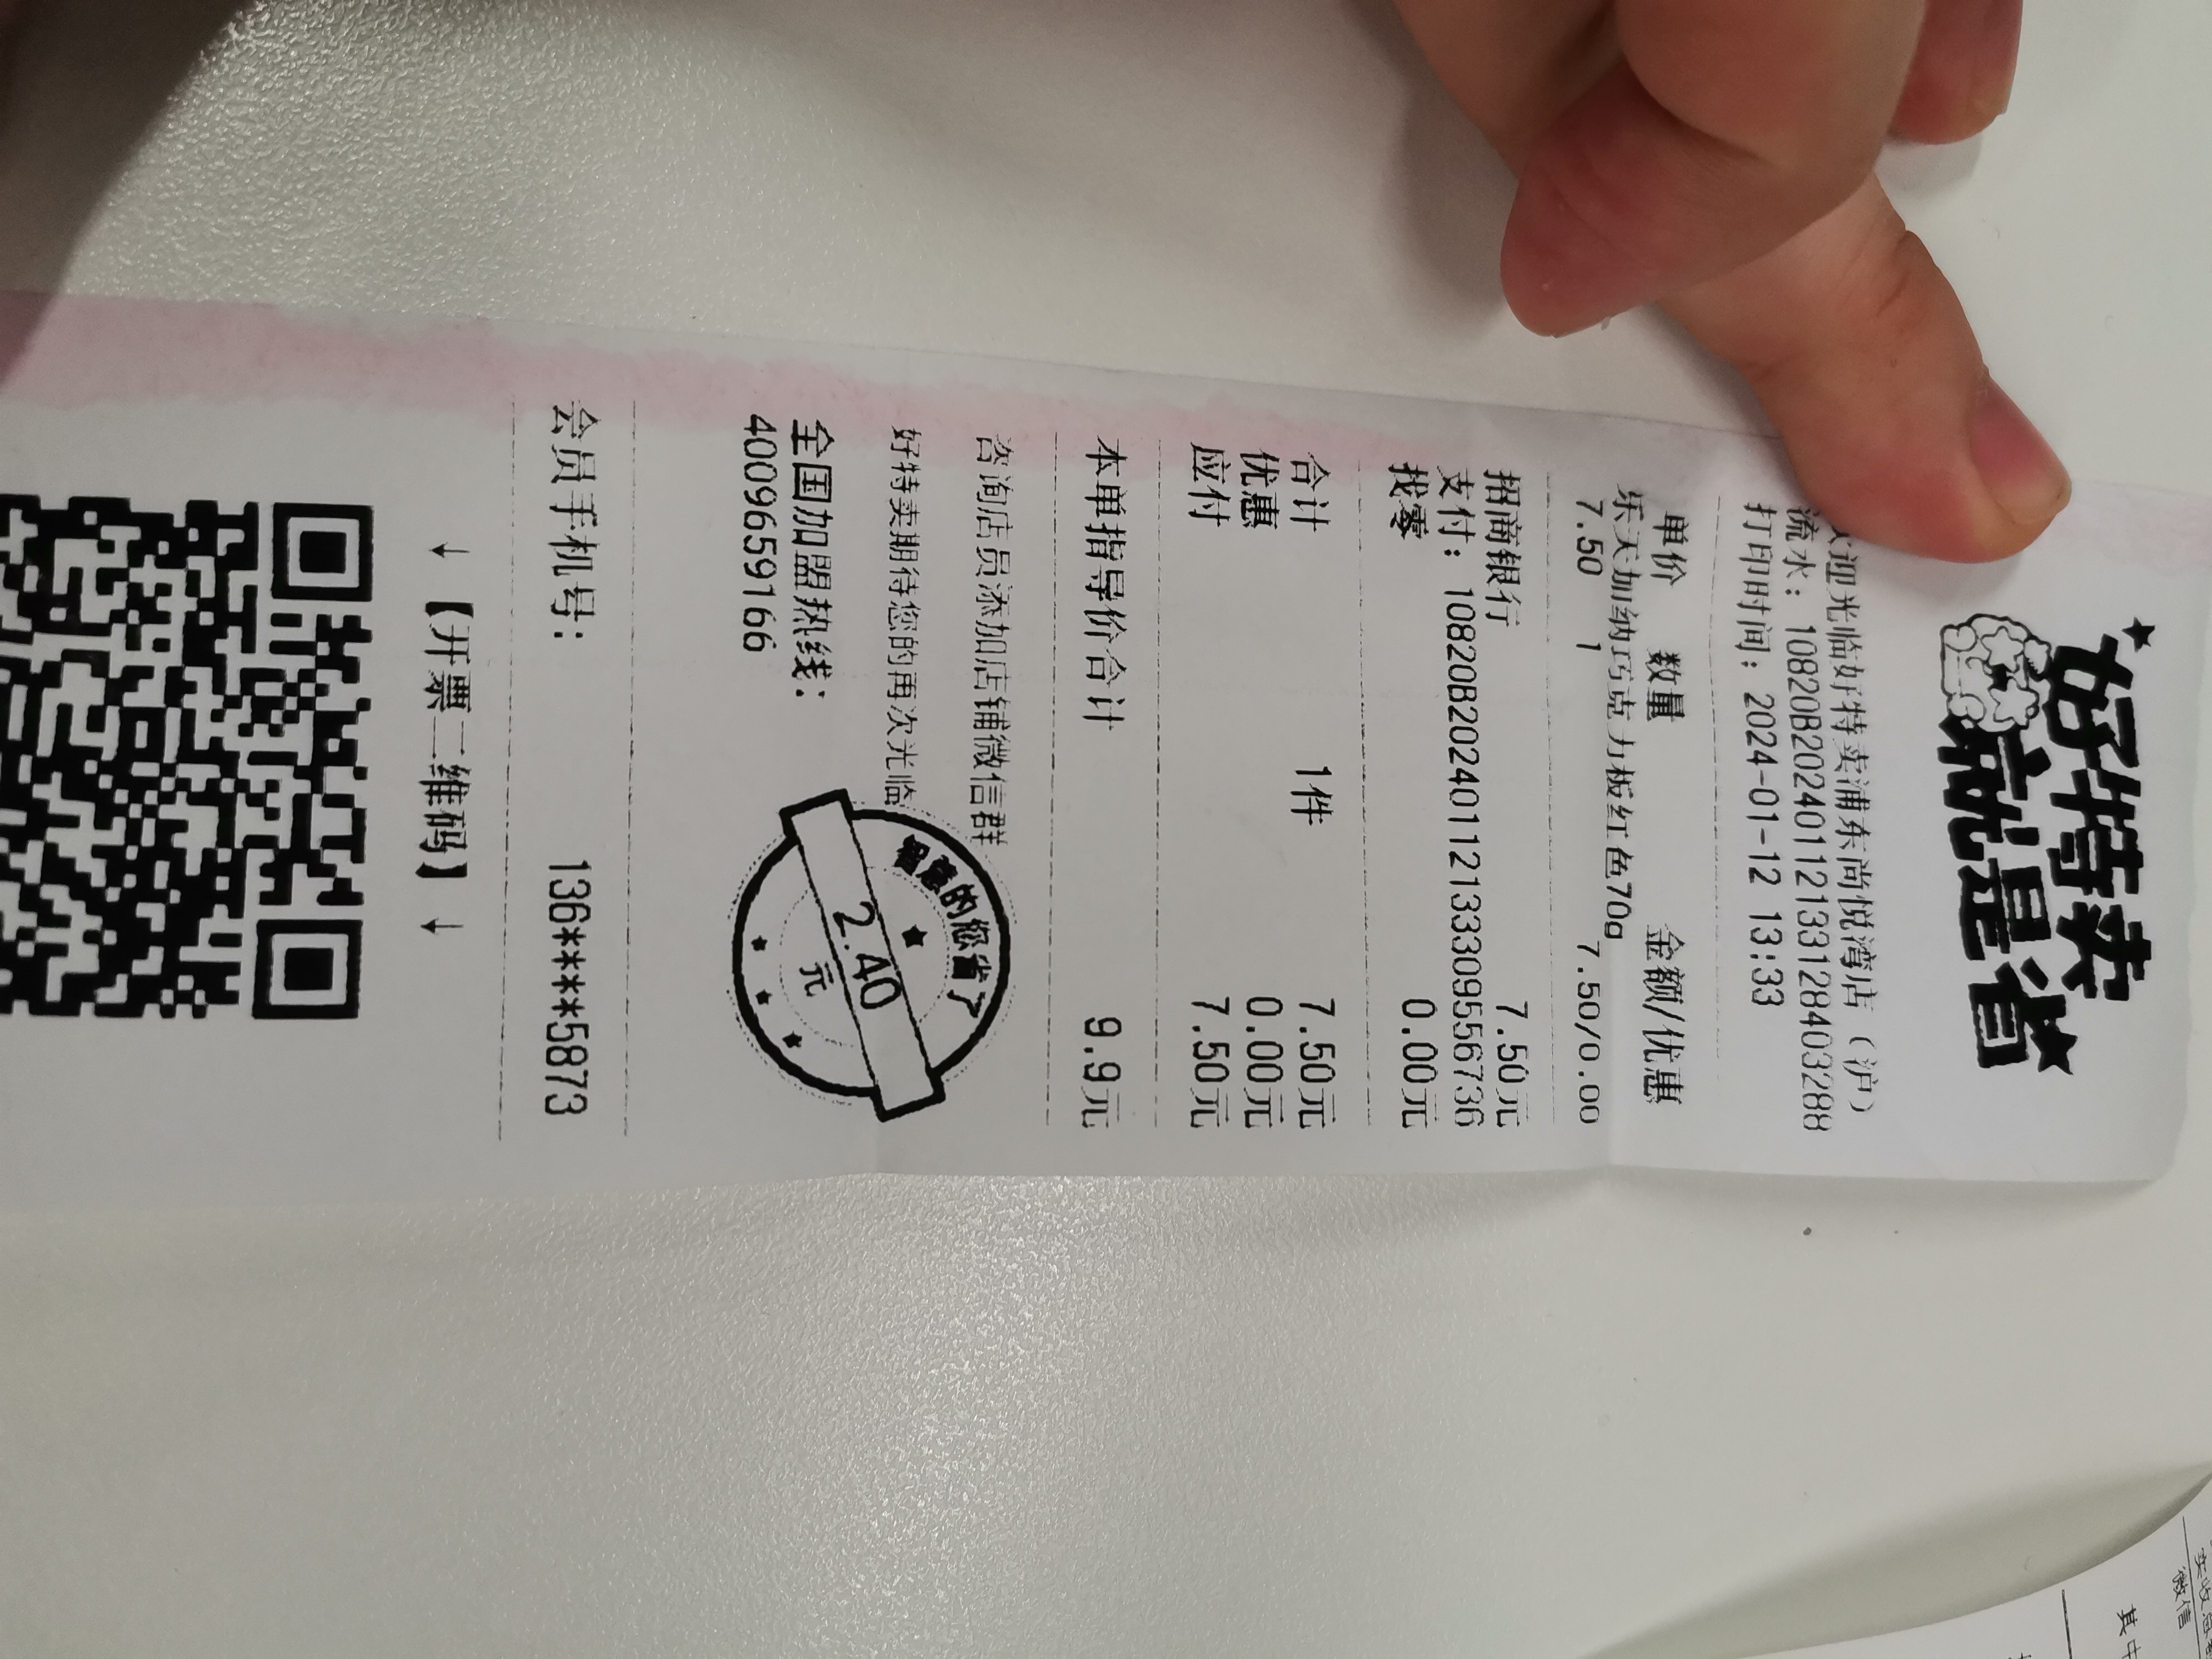 好特卖
就是省
迎光临好特卖浦东尚悦湾店（沪）
流水：10820B2024011213331284032 88
打印时间：2024-01-12 13:33
单价 数量 金额/优惠
乐天加纳巧克力板红色70g
7.50 1 7.50/0.00
招商银行 7.50元
支付：10820B20240112133309556736
找零 0.00元
合计 1件 7.50元
优惠 0.00元
应付 7.50元
本单指导价合计 9.9元
咨询店员添加店铺微信群
好特卖期待您的再次光临
全国加盟热线：
4009659166
的您省了
2.40
元
会员手机号： 136****5873
↓ 【开票二维码】 ↓
微信
其中